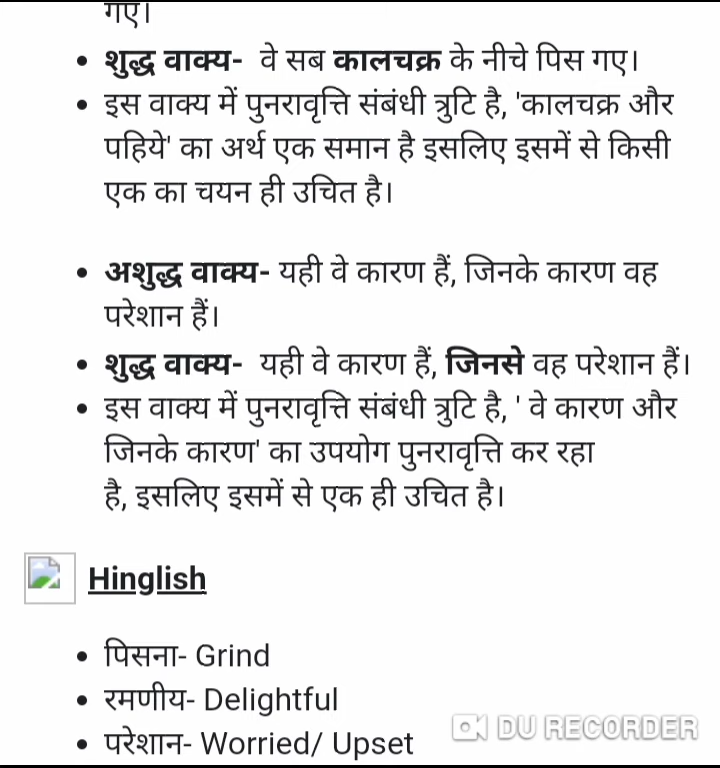 गए।
शुद्ध वाक्य- वे सब कालचक्र के नीचे पिस गए।
इस वाक्य में पुनरावृत्ति संबंधी त्रुटि है, 'कालचक्र और
पहिये' का अर्थ एक समान है इसलिए इसमें से किसी
एक का चयन ही उचित है।
अशुद्ध वाक्य- यही वे कारण हैं, जिनके कारण वह
परेशान हैं।
शुद्ध वाक्य- यही वे कारण हैं, जिनसे वह परेशान हैं।
इस वाक्य में पुनरावृत्ति संबंधी त्रुटि है, ' वे कारण और
जिनके कारण' का उपयोग पुनरावृत्ति कर रहा
है, इसलिए इसमें से एक ही उचित है।
Hinglish
पिसना- Grind
रमणीय- Delightful
परेशान- Worried/ Upset
DU RECORDER